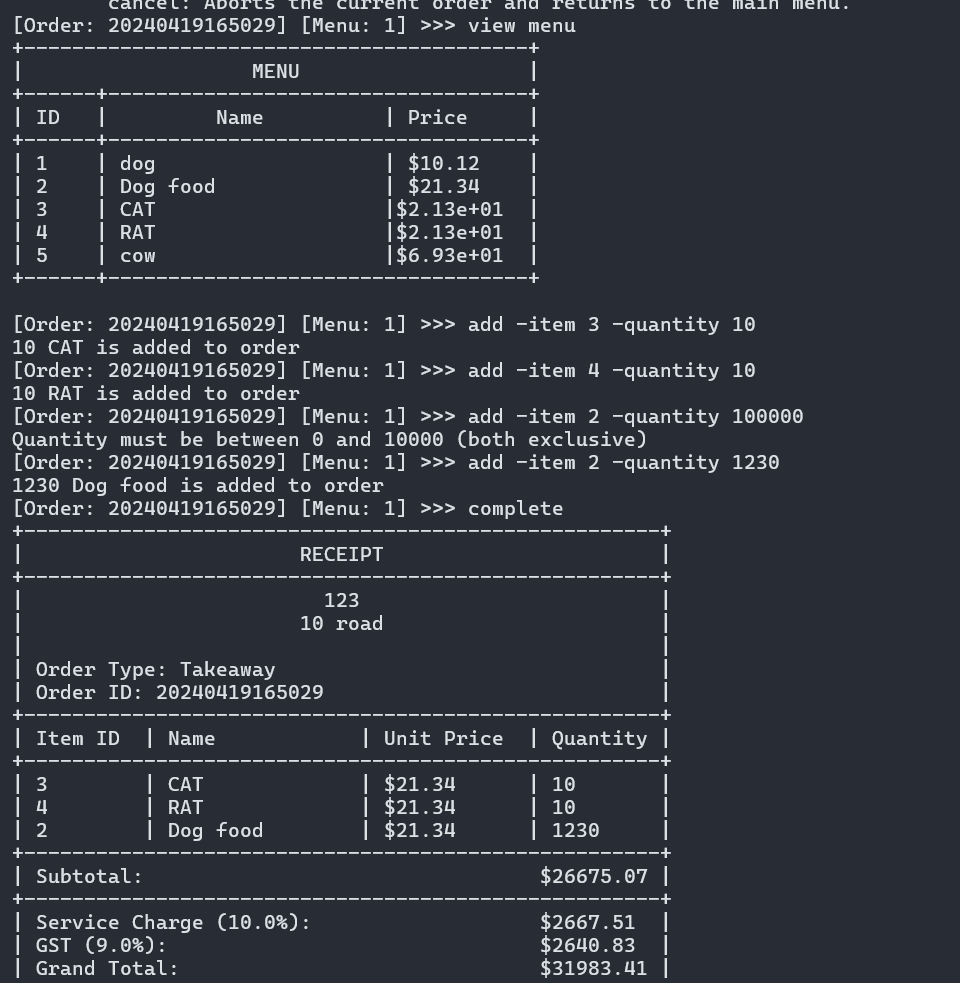 cancel: Aborts the current order and returns to the main menu.
[Order: 20240419165029] [Menu: 1] >>> view menu
+------------------------------------------+
|                   MENU                   |
+------+-----------------------------------+
| ID   |         Name          | Price     |
+------+-----------------------------------+
| 1    | dog                   | $10.12    |
| 2    | Dog food              | $21.34    |
| 3    | CAT                   |$2.13e+01  |
| 4    | RAT                   |$2.13e+01  |
| 5    | cow                   |$6.93e+01  |
+------+-----------------------------------+
[Order: 20240419165029] [Menu: 1] >>> add -item 3 -quantity 10
10 CAT is added to order
[Order: 20240419165029] [Menu: 1] >>> add -item 4 -quantity 10
10 RAT is added to order
[Order: 20240419165029] [Menu: 1] >>> add -item 2 -quantity 100000
Quantity must be between 0 and 10000 (both exclusive)
[Order: 20240419165029] [Menu: 1] >>> add -item 2 -quantity 1230
1230 Dog food is added to order
[Order: 20240419165029] [Menu: 1] >>> complete
+-----------------------------------------------------+
|                       RECEIPT                       |
+-----------------------------------------------------+
|                         123                         |
|                       10 road                       |
|                                                     |
| Order Type: Takeaway                                |
| Order ID: 20240419165029                            |
+-----------------------------------------------------+
| Item ID  | Name            | Unit Price  | Quantity |
+-----------------------------------------------------+
| 3        | CAT             | $21.34      | 10       |
| 4        | RAT             | $21.34      | 10       |
| 2        | Dog food        | $21.34      | 1230     |
+-----------------------------------------------------+
| Subtotal:                                 $26675.07 |
+-----------------------------------------------------+
| Service Charge (10.0%):                   $2667.51  |
| GST (9.0%):                               $2640.83  |
| Grand Total:                              $31983.41 |